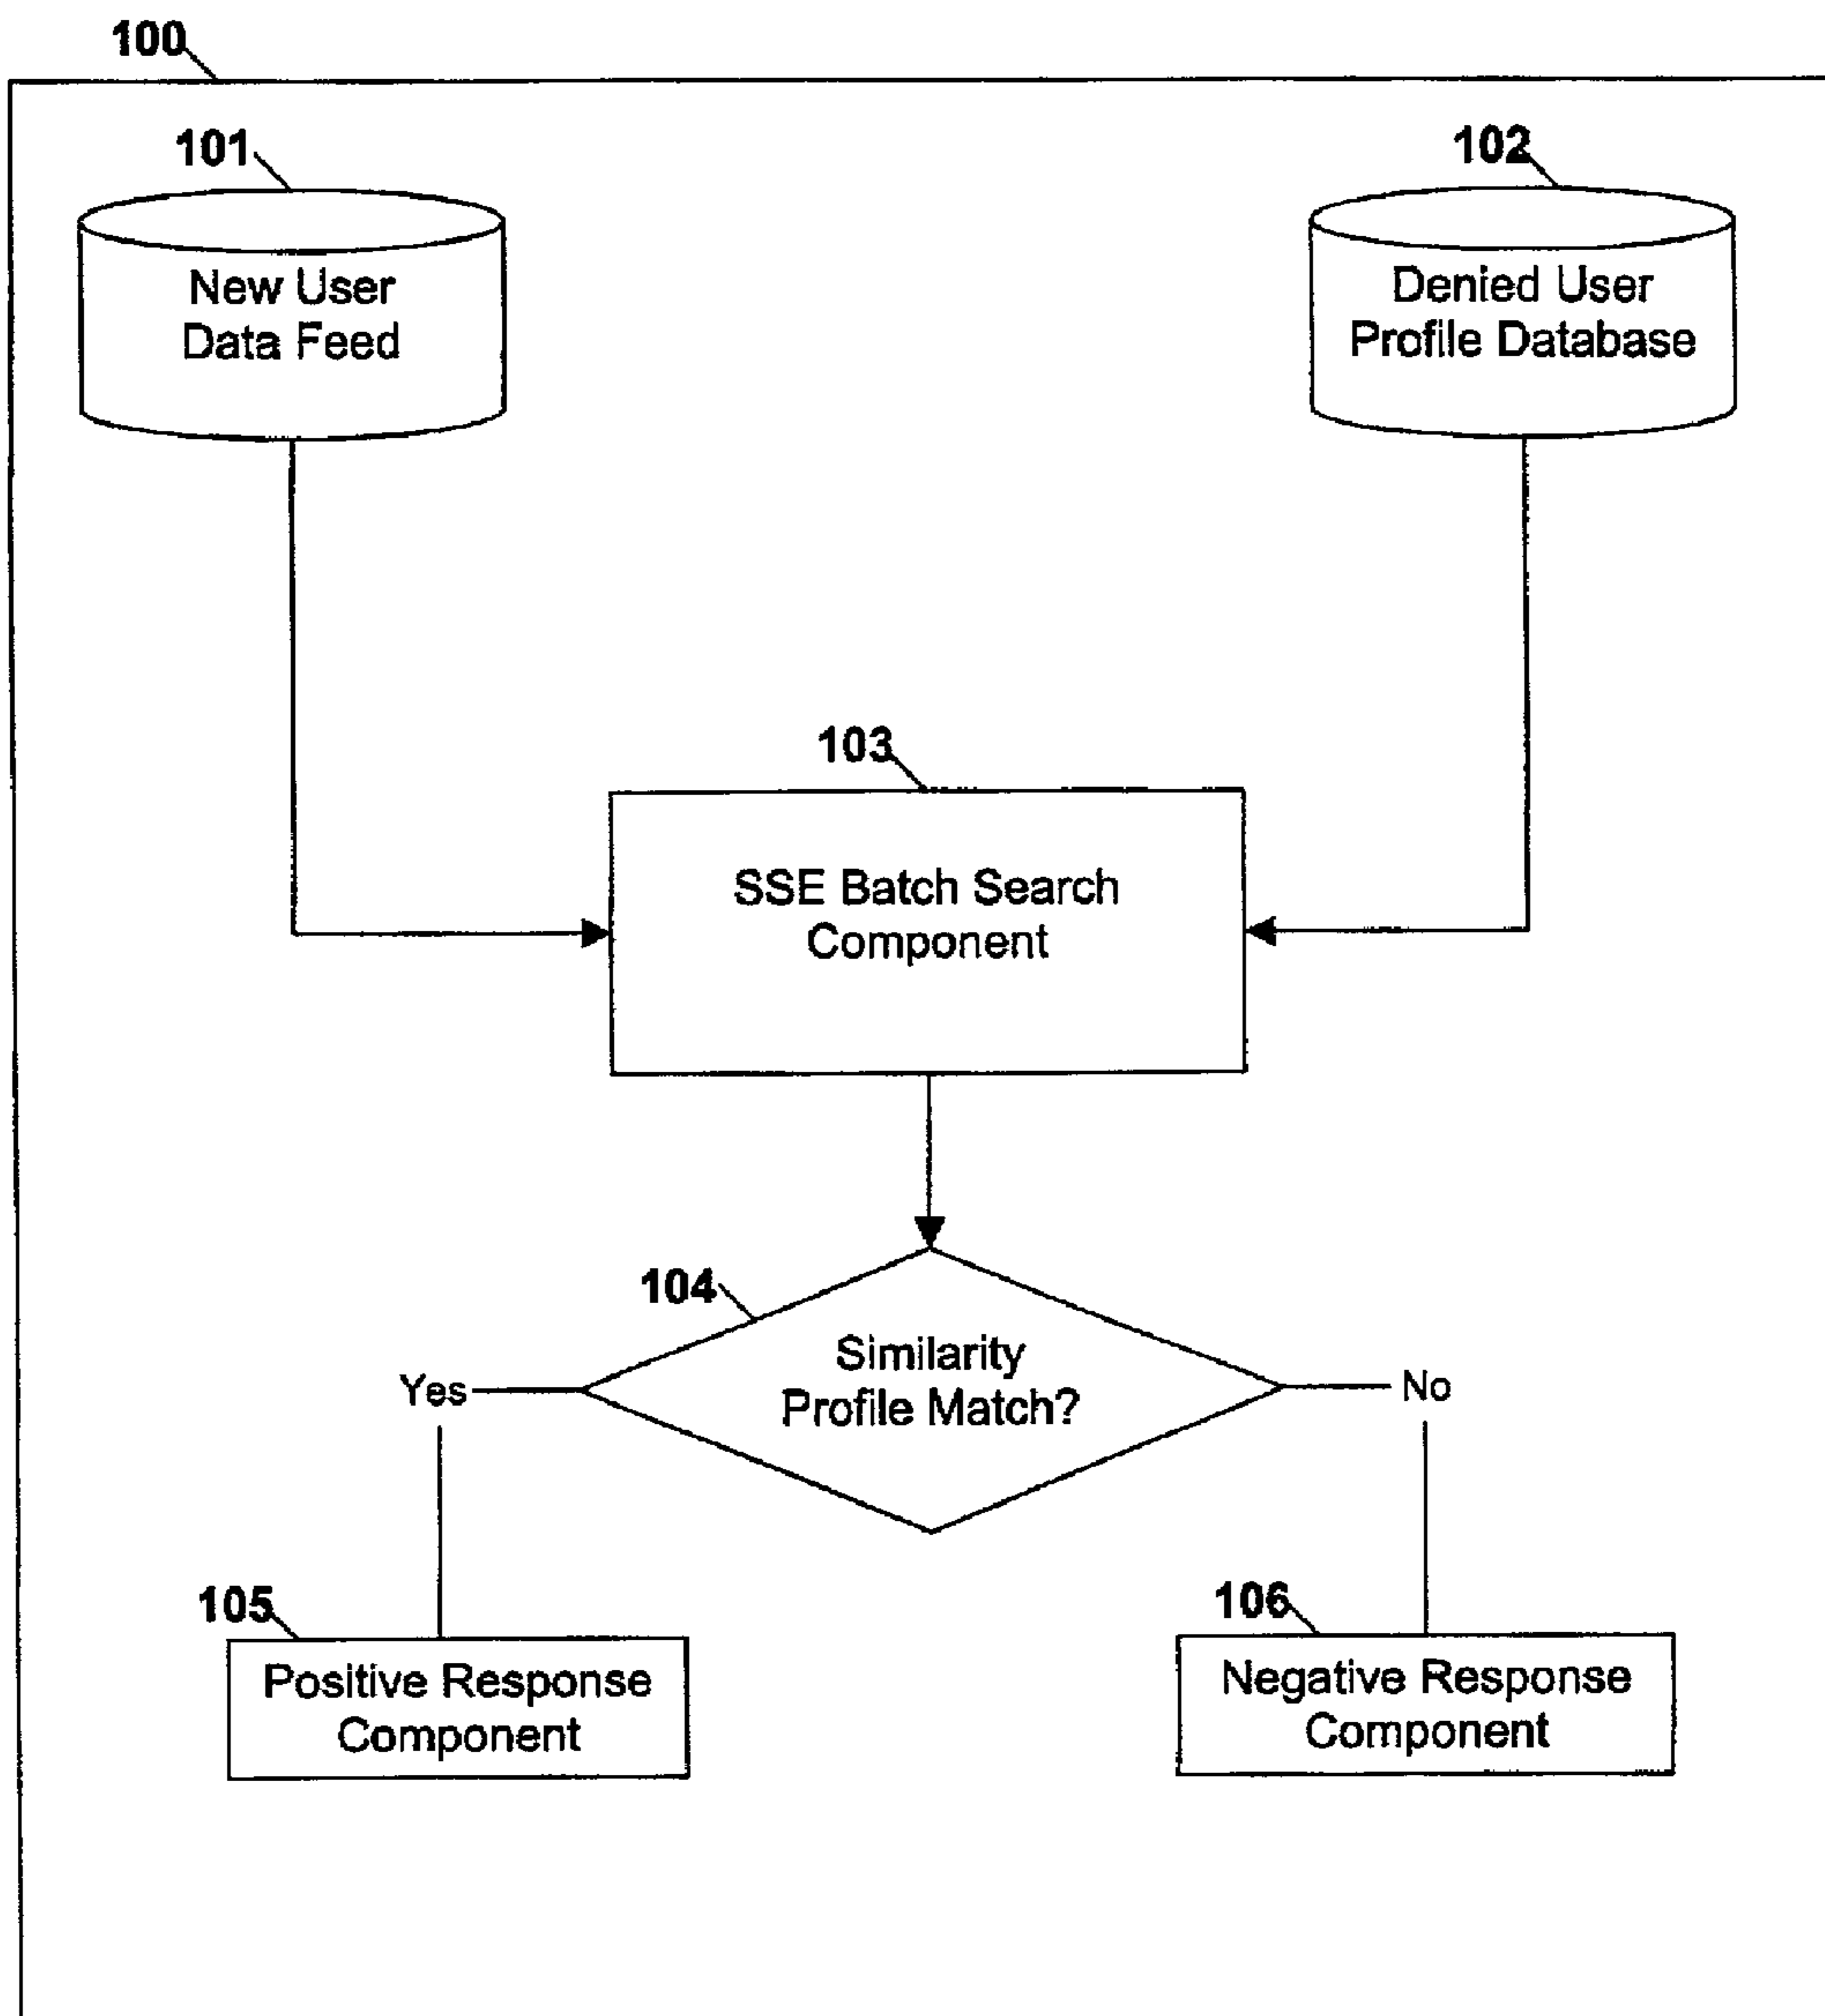 100
101
102
New User
Data Feed
Denied User
Profile Database
103
SSE Batch Search
Component
104
Similarity
Profile Match?
Yes
No
105
106
Positive Response
Component
Negative Response
Component